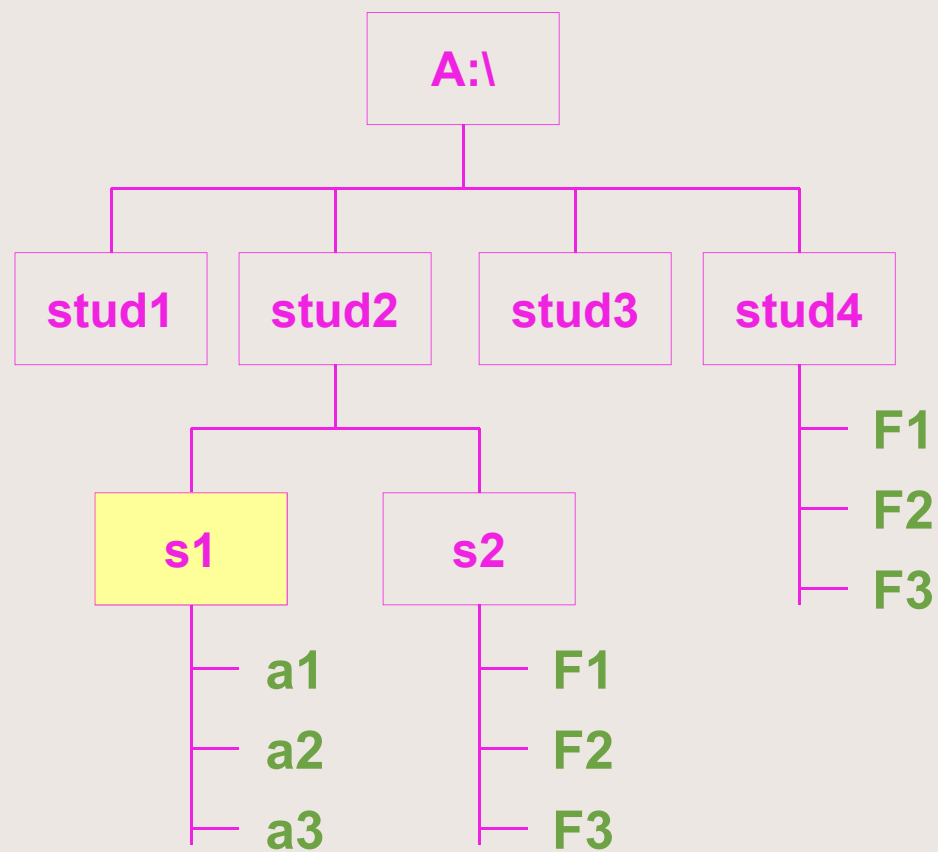 A:\
stud1 stud2 stud3 stud4
F1
F2
s1 s2
F3
a1 F1
a2 F2
a3 F3